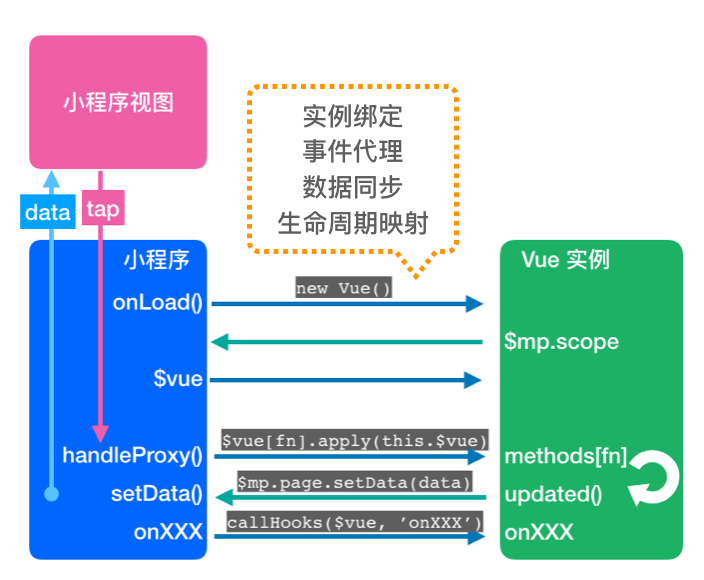 小程序视图
实例绑定
事件代理
数据同步
生命周期映射
data
tap
小程序
Vue 实例
onLoad()
new Vue()
$mp.scope
$vue
handleProxy()
$vue[fn].apply(this.$vue)
methods[fn]
setData()
$mp.page.setData(data)
updated()
onXXX
callHooks($vue, ’onXXX’)
onXXX